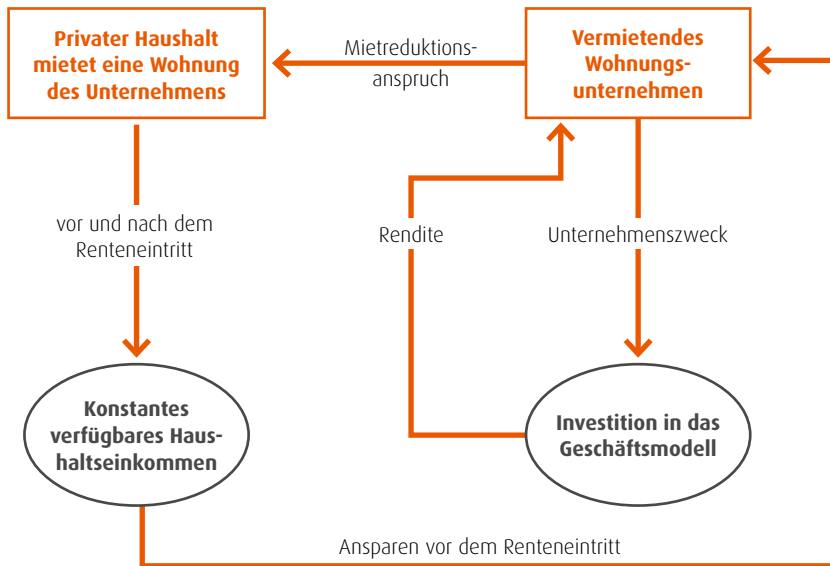 Privater Haushalt
mietet eine Wohnung
des Unternehmens
Mietreduktions-
anspruch
Vermietendes
Wohnungs-
unternehmen
vor und nach dem
Renteneintritt
Rendite
Unternehmenszweck
Konstantes
verfügbares Haus-
haltseinkommen
Investition in das
Geschäftsmodell
Ansparen vor dem Renteneintritt